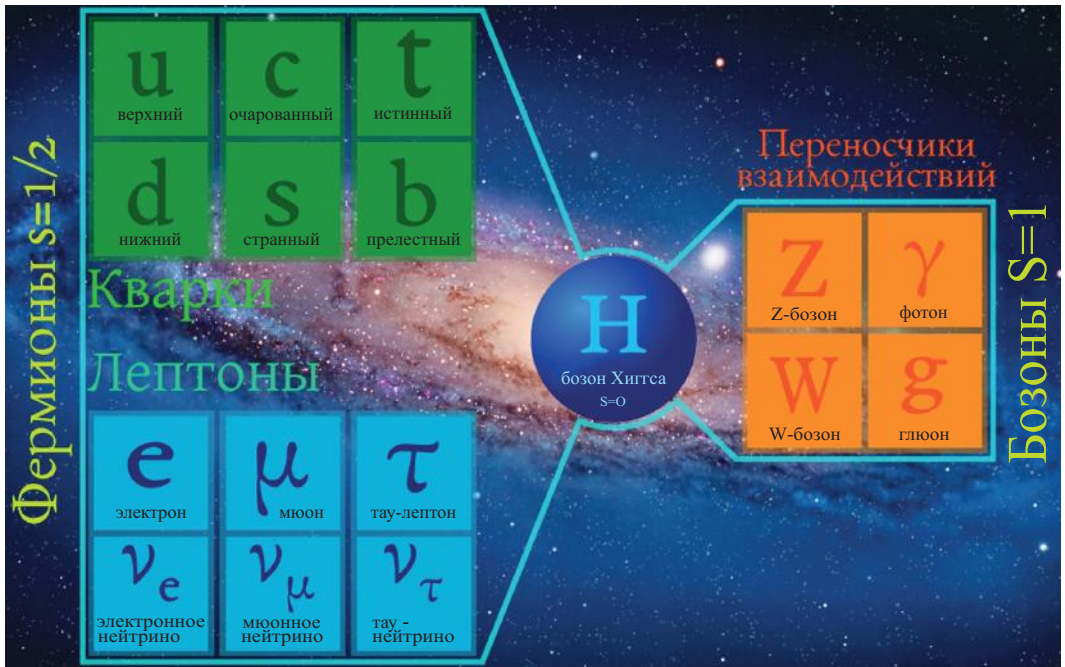 Фермионы s=1/2
u
верхний
c
очарованный
t
истинный
d
нижний
s
странный
b
прелестный
Кварки
Лептоны
e
электрон
μ
мюон
τ
тау-лептон
νe
электронное
нейтрино
νμ
мюонное
нейтрино
ντ
тау -
нейтрино
H
бозон Хиггса
S=O
Переносчики
взаимодействий
Z
Z-бозон
γ
фотон
W
W-бозон
g
глюон
Бозоны S=1